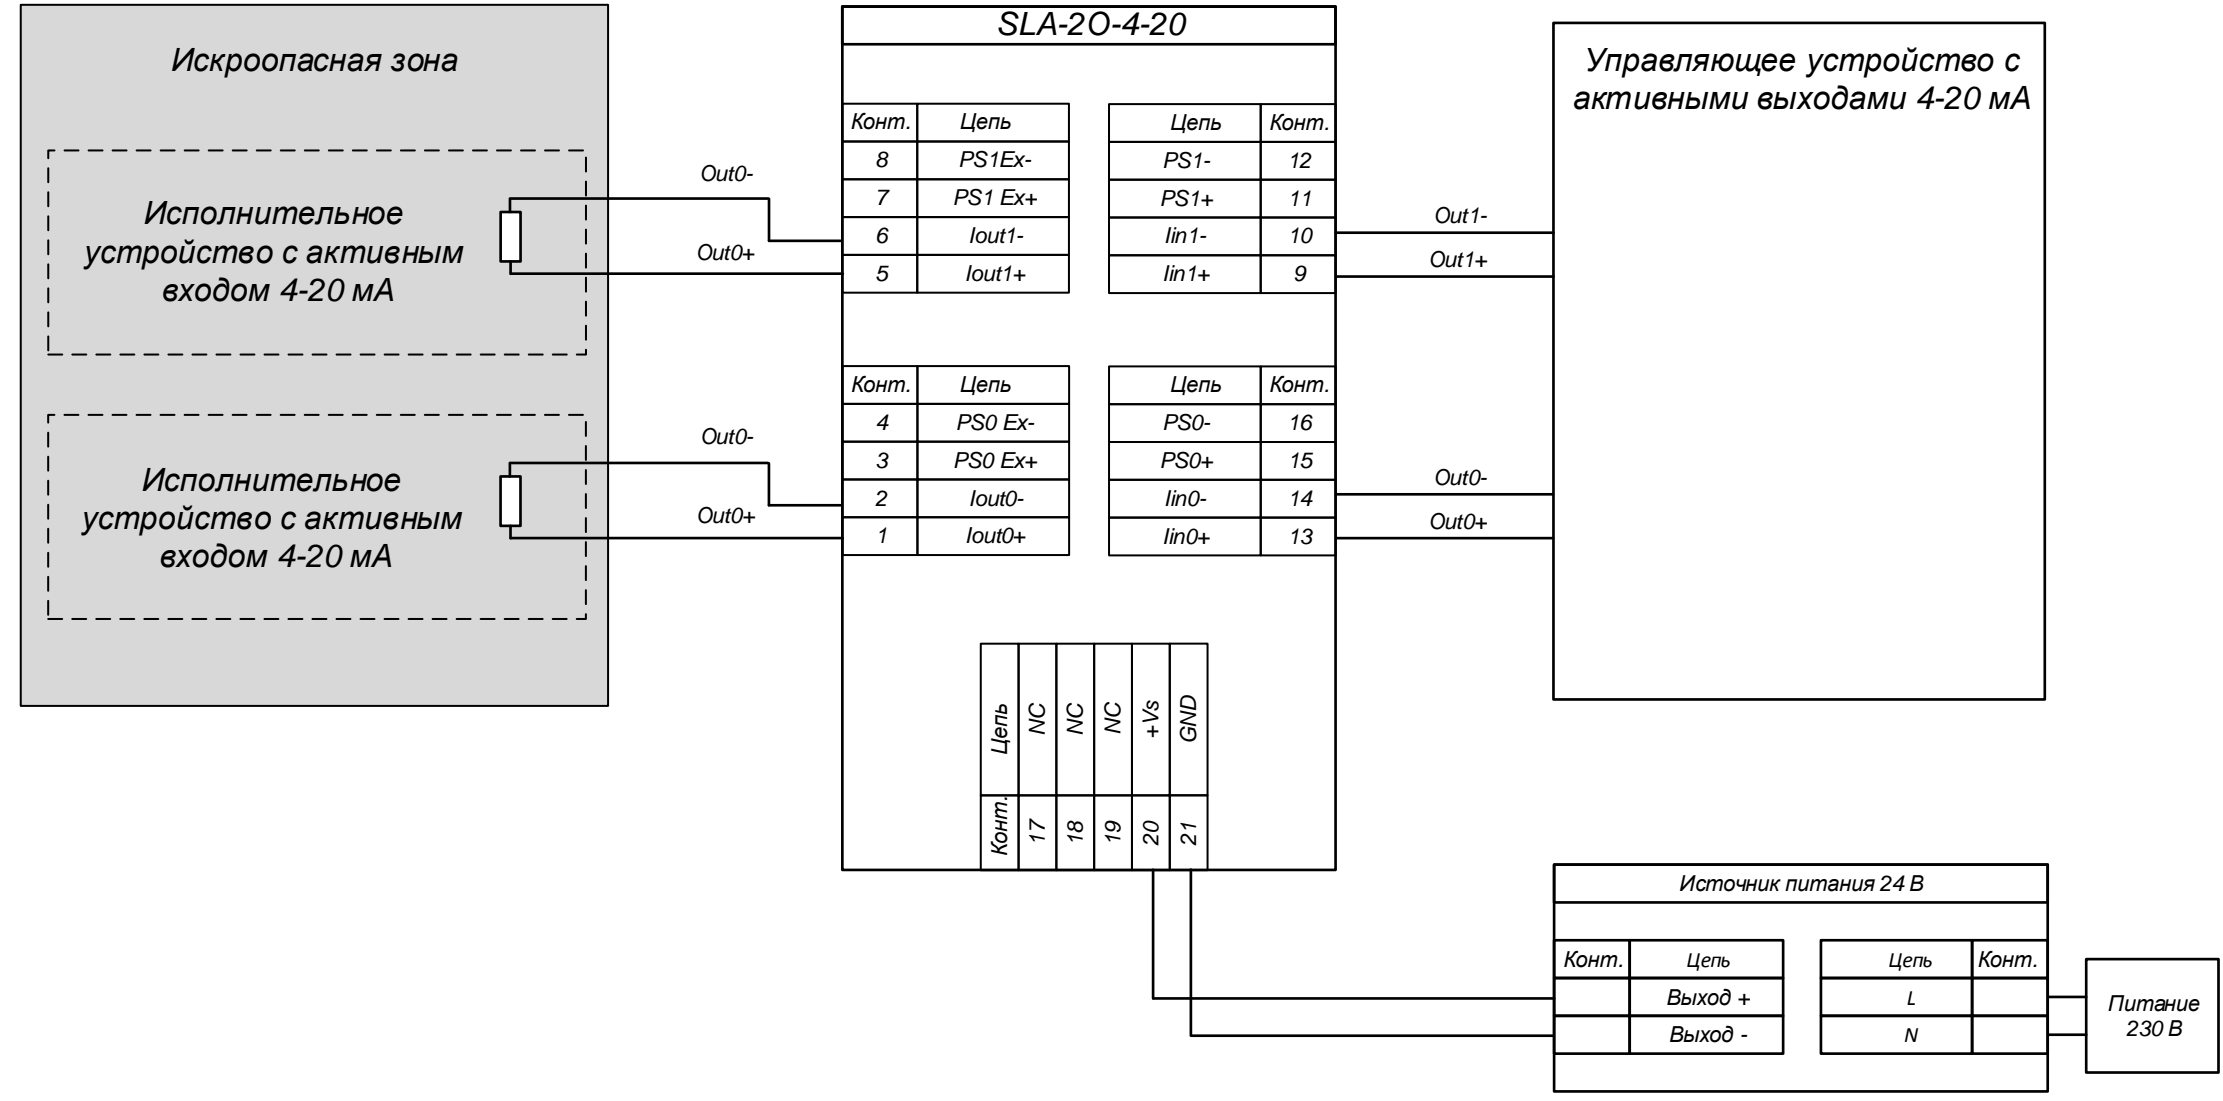 Искроопасная зона
Исполнительное
устройство с активным
входом 4-20 мА
Исполнительное
устройство с активным
входом 4-20 мА
Out0-
Out0+
Out0-
Out0+
SLA-2O-4-20
Конт. Цепь
8 PS1Ex-
7 PS1 Ex+
6 Iout1-
5 Iout1+
Цепь Конт.
PS1- 12
PS1+ 11
Iin1- 10
Iin1+ 9
Конт. Цепь
4 PS0 Ex-
3 PS0 Ex+
2 Iout0-
1 Iout0+
Цепь Конт.
PS0- 16
PS0+ 15
Iin0- 14
Iin0+ 13
Конт. Цепь
17 NC
18 NC
19 NC
20 +Vs
21 GND
Out1-
Out1+
Out0-
Out0+
Управляющее устройство с
активными выходами 4-20 мА
Источник питания 24 В
Конт. Цепь
Выход +
Выход -
Цепь Конт.
L
N
Питание
230 В